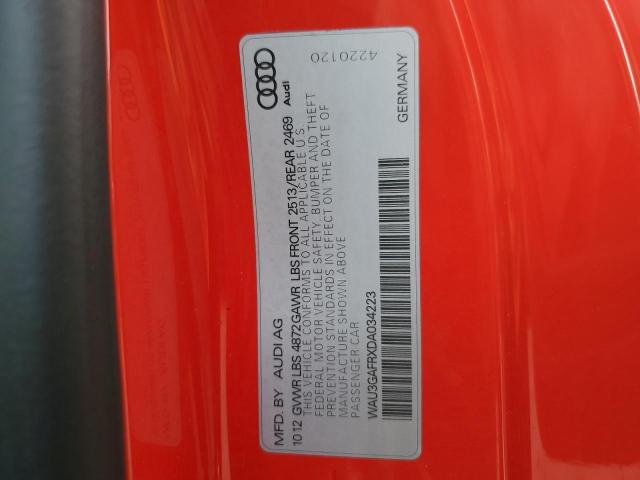 MFD. BY AUDI AG
Audi
4220120
10 12 GVWR LBS 4872 GAWR LBS FRONT 2513/REAR 2469
THIS VEHICLE CONFORMS TO ALL APPLICABLE U S
FEDERAL MOTOR VEHICLE SAFETY, BUMPER AND THEFT
PREVENTION STANDARDS IN EFFECT ON THE DATE OF
MANUFACTURE SHOWN ABOVE
PASSENGER CAR
WAU3GAFRXDA034223
GERMANY